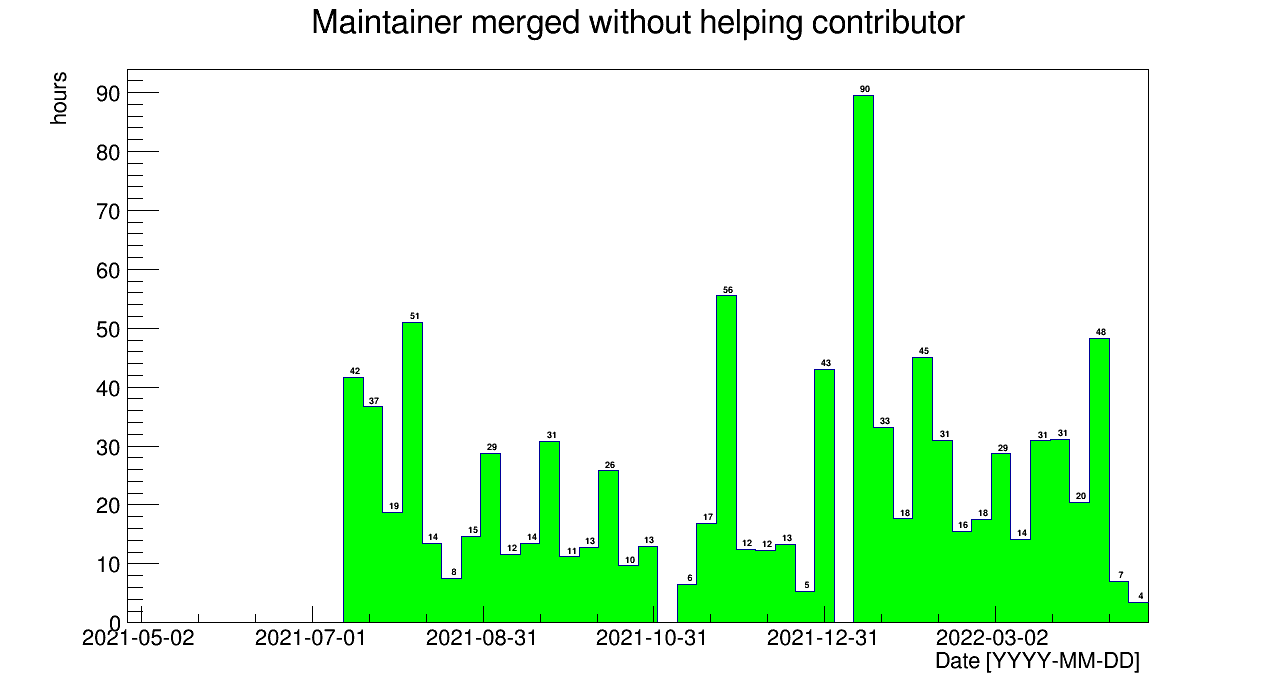 Maintainer merged without helping contributor
hours
90
80
70
60
50
40
30
20
10
0
42 37 19 51 14 8 15 29 12 14 31 11 13 26 10 13 6 17 56 12 12 13 5 43 90 33 18 45 31 16 18 29 14 31 31 20 48 7 4
2021-05-02 2021-07-01 2021-08-31 2021-10-31 2021-12-31 2022-03-02
Date [YYYY-MM-DD]